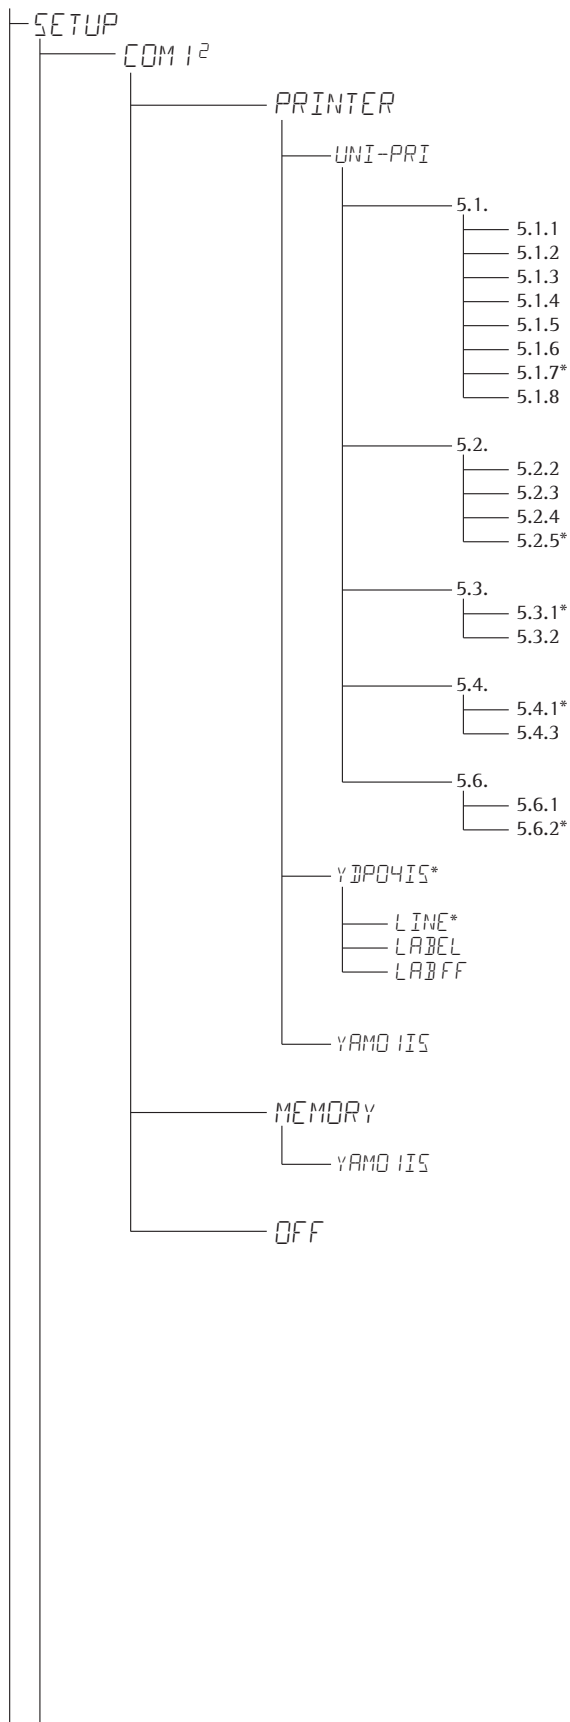 SETUP
COM1²
PRINTER
UNI-PRI
5.1.
5.1.1
5.1.2
5.1.3
5.1.4
5.1.5
5.1.6
5.1.7*
5.1.8
5.2.
5.2.2
5.2.3
5.2.4
5.2.5*
5.3.
5.3.1*
5.3.2
5.4.
5.4.1*
5.4.3
5.6.
5.6.1
5.6.2*
YDP04IS*
LINE*
LABEL
LABFF
YAM01IS
MEMORY
YAM01IS
OFF